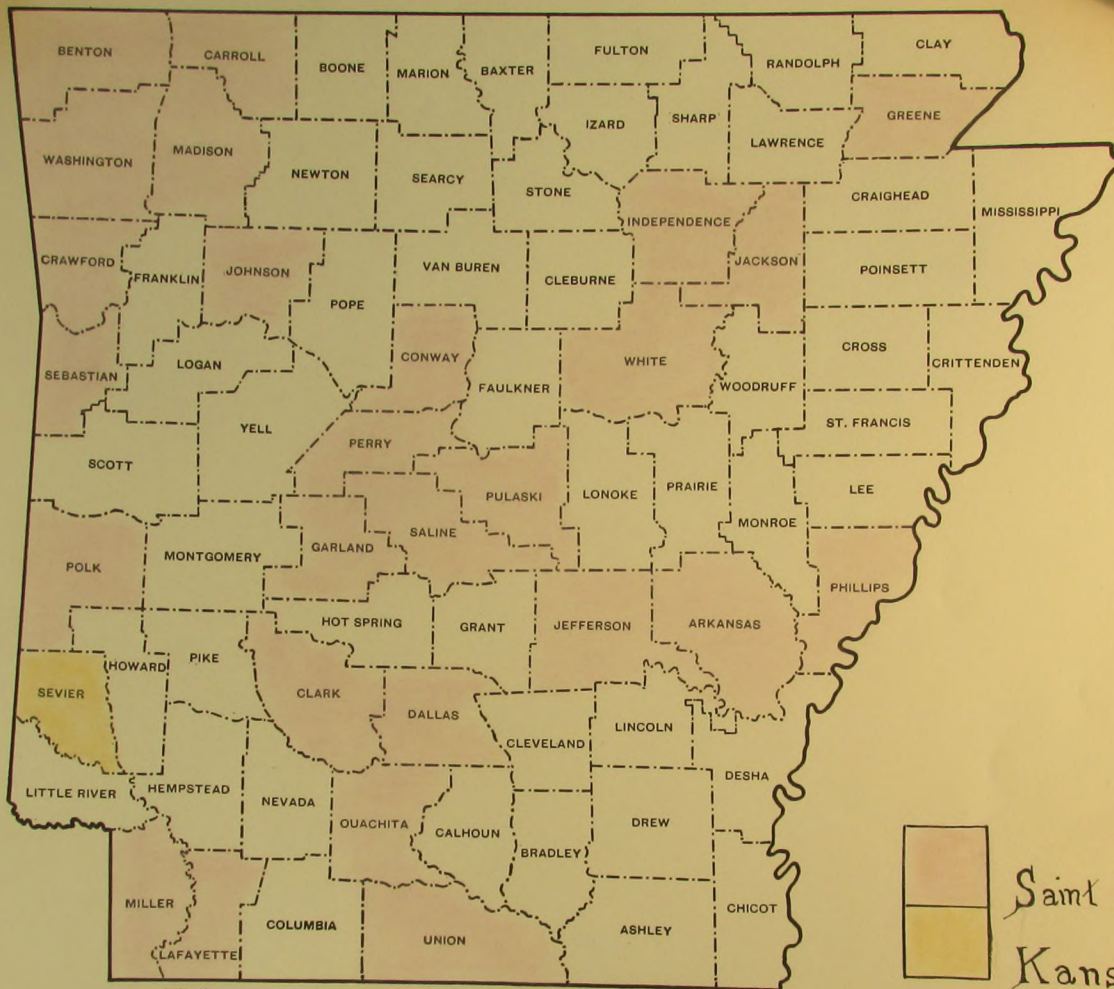 BENTON
CARROLL
BOONE
MARION
BAXTER
FULTON
RANDOLPH
CLAY
GREENE
SHARP
IZARD
LAWRENCE
WASHINGTON
MADISON
NEWTON
SEARCY
STONE
CRAIGHEAD
MISSISSIPPI
INDEPENDENCE
JACKSON
POINSETT
CRAWFORD
FRANKLIN
JOHNSON
POPE
VAN BUREN
CLEBURNE
CROSS
CRITTENDEN
SEBASTIAN
LOGAN
CONWAY
FAULKNER
WHITE
WOODRUFF
ST. FRANCIS
YELL
PERRY
SCOTT
PULASKI
LONOKE
PRAIRIE
LEE
MONROE
SALINE
GARLAND
MONTGOMERY
POLK
PHILLIPS
HOT SPRING
GRANT
JEFFERSON
ARKANSAS
HOWARD
PIKE
SEVIER
CLARK
DALLAS
CLEVELAND
LINCOLN
DESHA
LITTLE RIVER
HEMPSTEAD
NEVADA
OUACHITA
CALHOUN
BRADLEY
DREW
MILLER
LAFAYETTE
COLUMBIA
UNION
ASHLEY
CHICOT
Saint
Kans